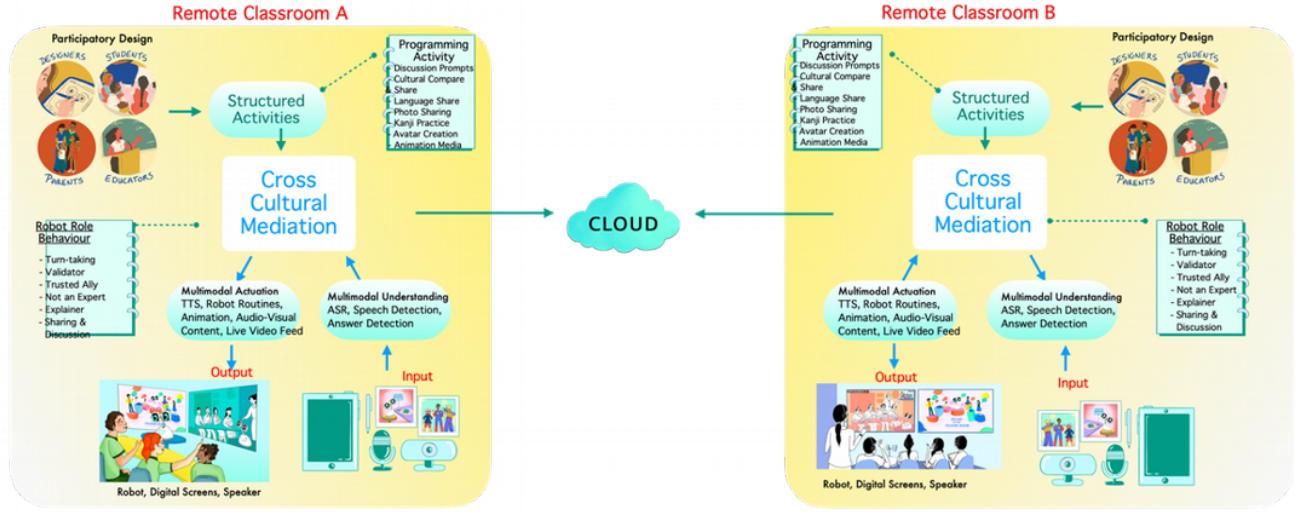 Remote Classroom A
Participatory Design
DESIGNERS
STUDENTS
PARENTS
EDUCATORS
Structured
Activities
Programming
Activity
- Discussion Prompts
- Cultural Compare
& Share
- Language Share
- Photo Sharing
- Kanji Practice
- Avatar Creation
- Animation Media
Cross
Cultural
Mediation
Robot Role
Behaviour
- Turn-taking
- Validator
- Trusted Ally
- Not an Expert
- Explainer
- Sharing &
Discussion
Multimodal Actuation
TTS, Robot Routines,
Animation, Audio-Visual
Content, Live Video Feed
Multimodal Understanding
ASR, Speech Detection,
Answer Detection
Output
Input
Robot, Digital Screens, Speaker
CLOUD
Remote Classroom B
Programming
Activity
- Discussion Prompts
- Cultural Compare
& Share
- Language Share
- Photo Sharing
- Kanji Practice
- Avatar Creation
- Animation Media
Structured
Activities
Participatory Design
DESIGNERS
STUDENTS
PARENTS
EDUCATORS
Cross
Cultural
Mediation
Robot Role
Behaviour
- Turn-taking
- Validator
- Trusted Ally
- Not an Expert
- Explainer
- Sharing &
Discussion
Multimodal Actuation
TTS, Robot Routines,
Animation, Audio-Visual
Content, Live Video Feed
Multimodal Understanding
ASR, Speech Detection,
Answer Detection
Output
Input
Robot, Digital Screens, Speaker